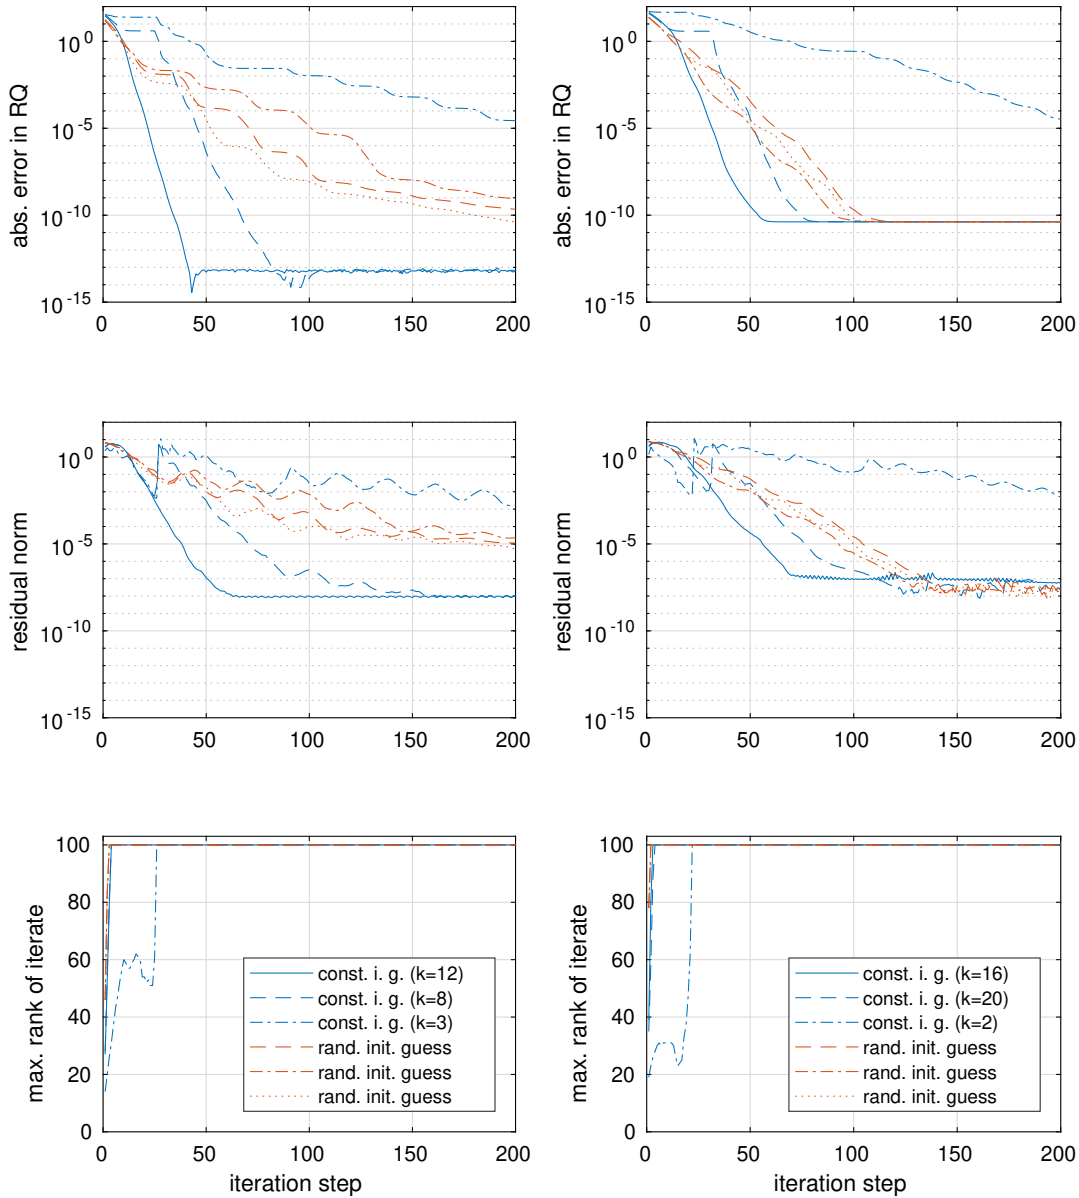 abs. error in RQ
10^0
10^-5
10^-10
10^-15
0 50 100 150 200
abs. error in RQ
10^0
10^-5
10^-10
10^-15
0 50 100 150 200
residual norm
10^0
10^-5
10^-10
10^-15
0 50 100 150 200
residual norm
10^0
10^-5
10^-10
10^-15
0 50 100 150 200
max. rank of iterate
100
80
60
40
20
0
const. i. g. (k=12)
const. i. g. (k=8)
const. i. g. (k=3)
rand. init. guess
rand. init. guess
rand. init. guess
0 50 100 150 200
iteration step
max. rank of iterate
100
80
60
40
20
0
const. i. g. (k=16)
const. i. g. (k=20)
const. i. g. (k=2)
rand. init. guess
rand. init. guess
rand. init. guess
0 50 100 150 200
iteration step